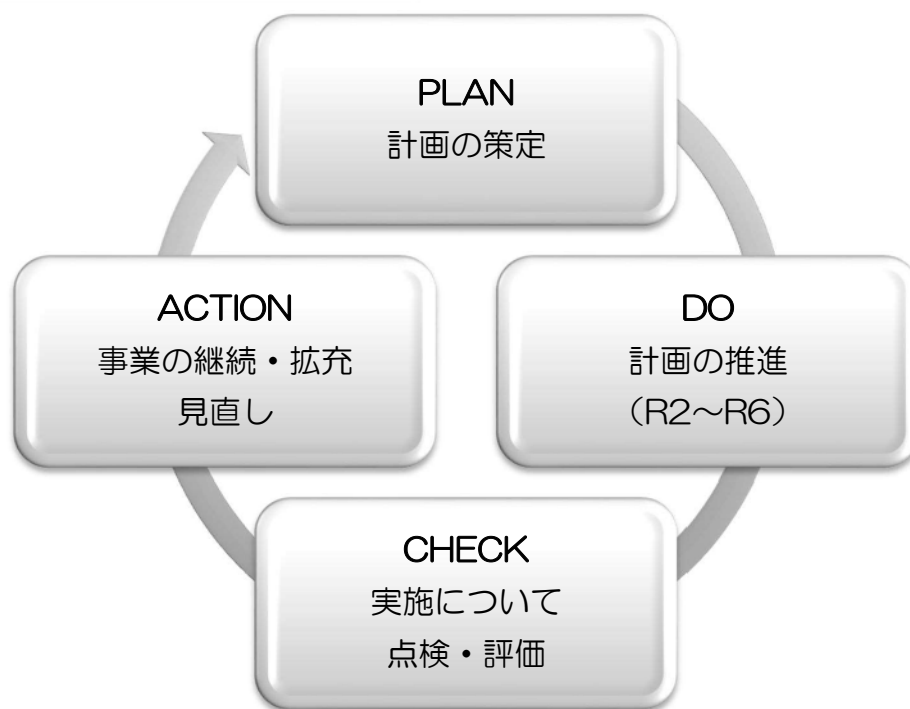 PLAN
計画の策定
DO
計画の推進
（R2～R6）
CHECK
実施について
点検・評価
ACTION
事業の継続・拡充
見直し